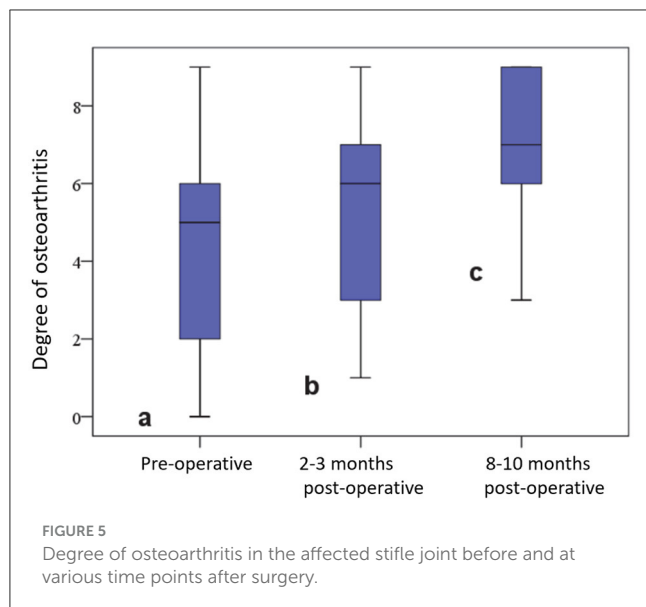 Degree of osteoarthritis
8
6
4
2
0
a
b
c
Pre-operative
2-3 months
post-operative
8-10 months
post-operative
FIGURE 5
Degree of osteoarthritis in the affected stifle joint before and at
various time points after surgery.